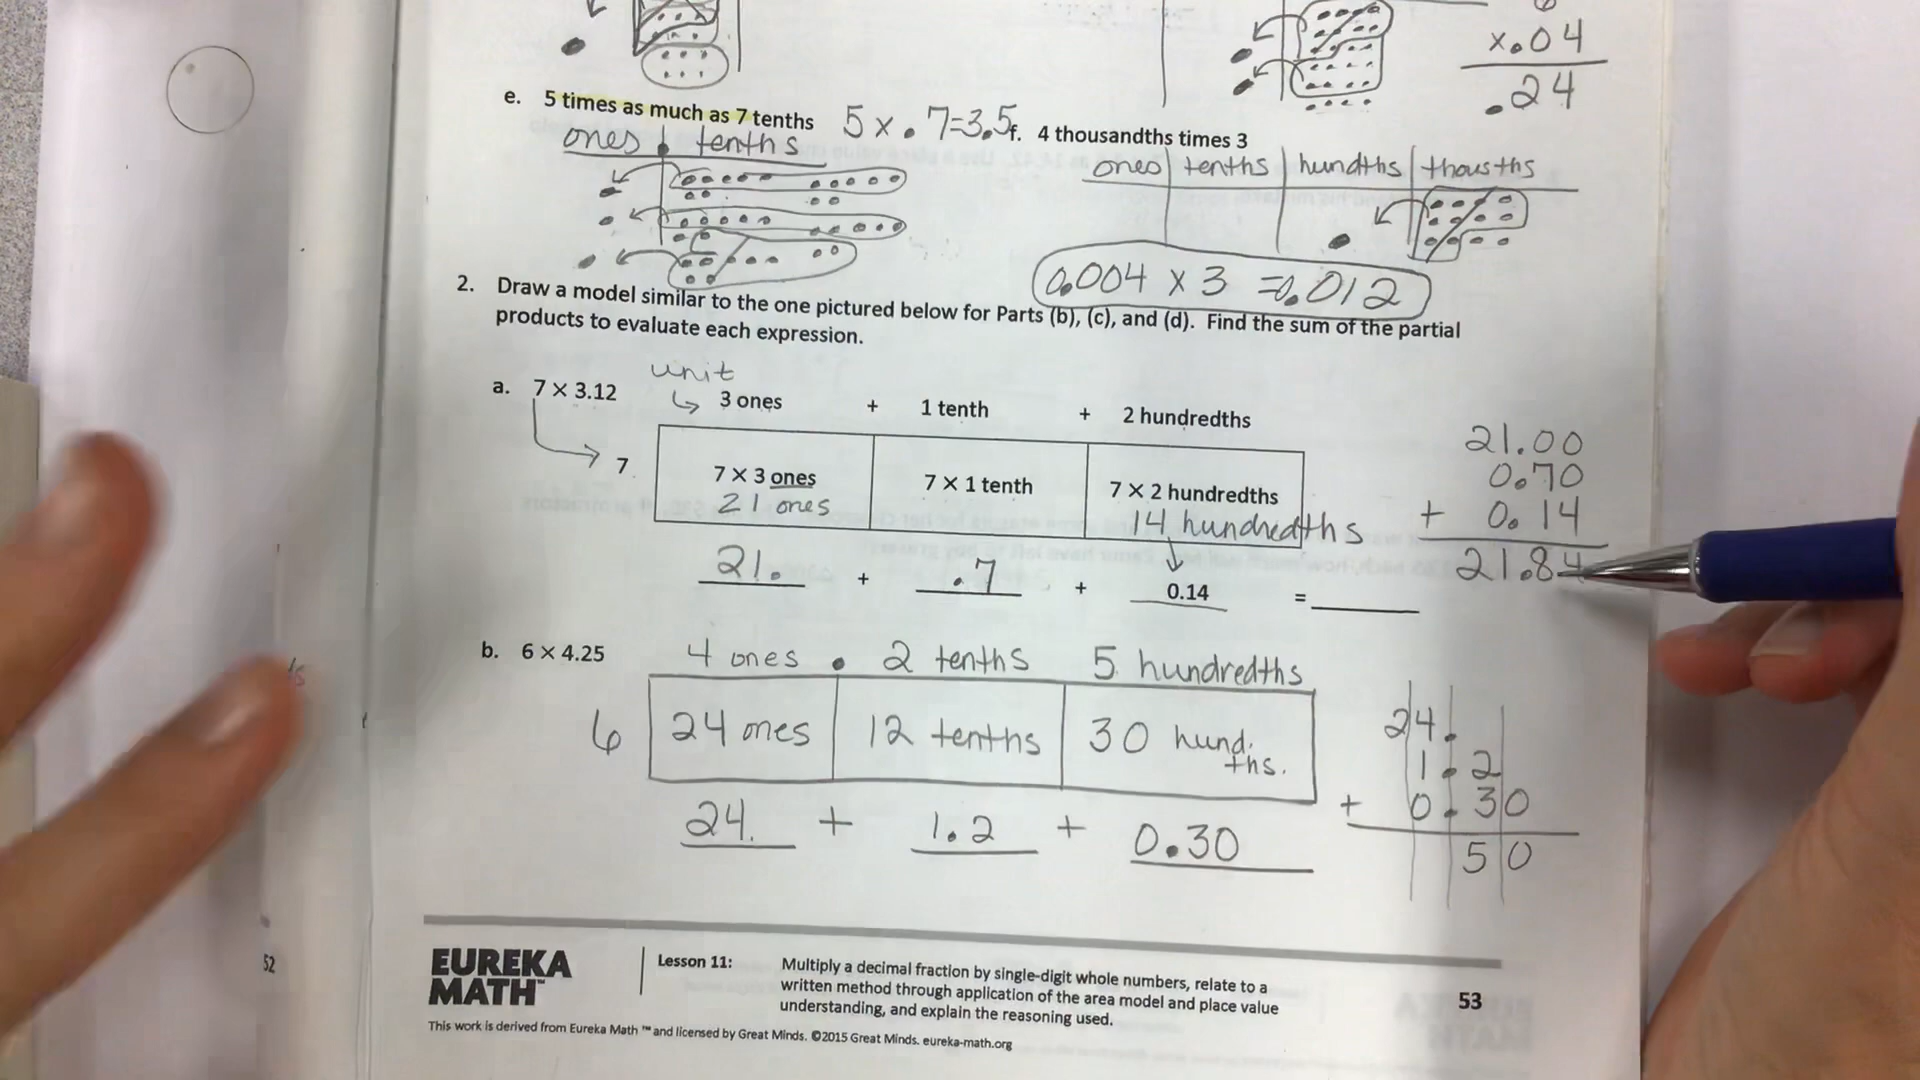 x.04
.24
e. 5 times as much as 7 tenths 5 x .7=3.5
ones . tenths
f. 4 thousandths times 3
ones tenths hundths thousths
0.004 x 3 =0.012
2. Draw a model similar to the one pictured below for Parts (b), (c), and (d). Find the sum of the partial
products to evaluate each expression.
unit
a. 7 × 3.12 3 ones + 1 tenth + 2 hundredths
7 7 × 3 ones 7 × 1 tenth 7 × 2 hundredths
21 ones 14 hundredths
21. + .7 + 0.14 = ______
21.00
0.70
+ 0.14
21.84
b. 6 × 4.25 4 ones . 2 tenths 5 hundredths
6 24 ones 12 tenths 30 hund.
ths.
24. + 1.2 + 0.30
24.
1.2
+ 0.30
50
52
EUREKA
MATH™
Lesson 11: Multiply a decimal fraction by single-digit whole numbers, relate to a
written method through application of the area model and place value
understanding, and explain the reasoning used.
53
This work is derived from Eureka Math ™ and licensed by Great Minds. ©2015 Great Minds. eureka-math.org